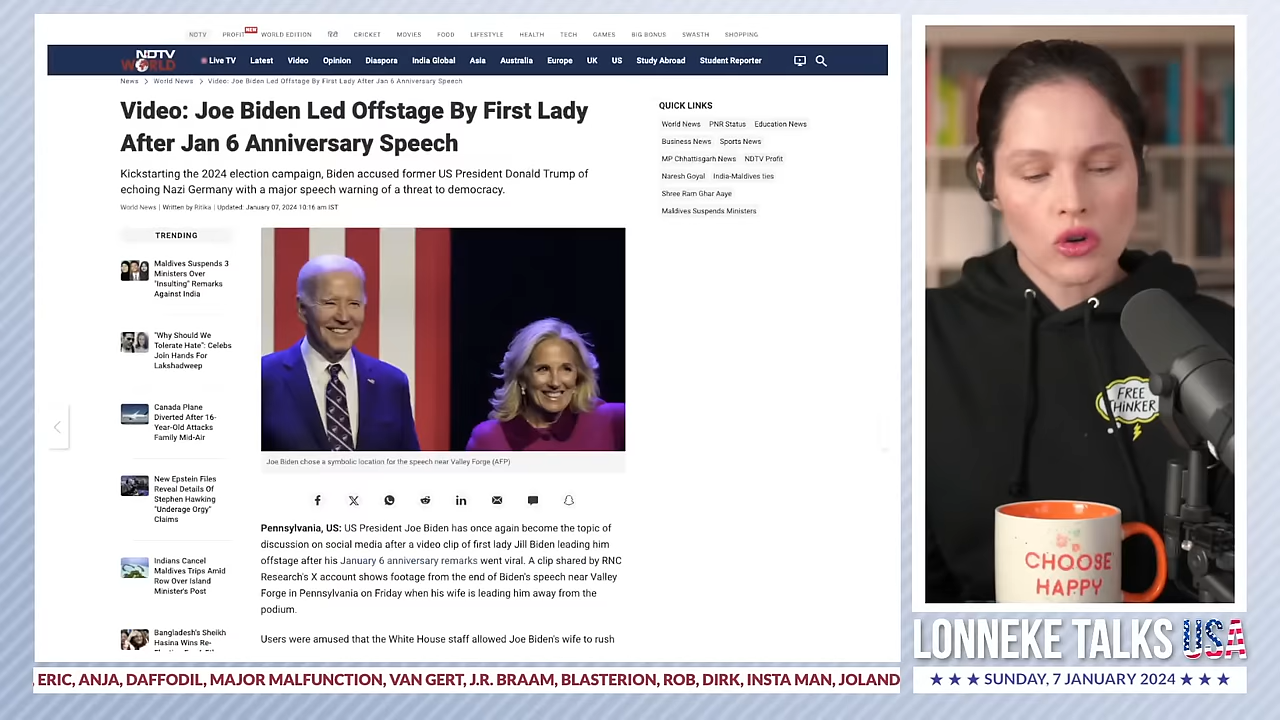 NDTV PROFIT NEW WORLD EDITION हिंदी CRICKET MOVIES FOOD LIFESTYLE HEALTH TECH GAMES BIG BONUS SWASTH SHOPPING
NDTV
WORLD
Live TV Latest Video Opinion Diaspora India Global Asia Australia Europe UK US Study Abroad Student Reporter
News > World News > Video: Joe Biden Led Offstage By First Lady After Jan 6 Anniversary Speech
Video: Joe Biden Led Offstage By First Lady
After Jan 6 Anniversary Speech
Kickstarting the 2024 election campaign, Biden accused former US President Donald Trump of
echoing Nazi Germany with a major speech warning of a threat to democracy.
World News | Written by Ritika | Updated: January 07, 2024 10:16 am IST
TRENDING
Maldives Suspends 3
Ministers Over
"Insulting" Remarks
Against India
"Why Should We
Tolerate Hate": Celebs
Join Hands For
Lakshadweep
Canada Plane
Diverted After 16-
Year-Old Attacks
Family Mid-Air
New Epstein Files
Reveal Details Of
Stephen Hawking
"Underage Orgy"
Claims
Indians Cancel
Maldives Trips Amid
Row Over Island
Minister's Post
Bangladesh's Sheikh
Hasina Wins Re-
Joe Biden chose a symbolic location for the speech near Valley Forge (AFP)
Pennsylvania, US: US President Joe Biden has once again become the topic of
discussion on social media after a video clip of first lady Jill Biden leading him
offstage after his January 6 anniversary remarks went viral. A clip shared by RNC
Research's X account shows footage from the end of Biden's speech near Valley
Forge in Pennsylvania on Friday when his wife is leading him away from the
podium.
Users were amused that the White House staff allowed Joe Biden's wife to rush
QUICK LINKS
World News PNR Status Education News
Business News Sports News
MP Chhattisgarh News NDTV Profit
Naresh Goyal India-Maldives ties
Shree Ram Ghar Aaye
Maldives Suspends Ministers
FREE
THINKER
CHOOSE
HAPPY
LONNEKE TALKS USA
★ ★ ★ SUNDAY, 7 JANUARY 2024 ★ ★ ★
, ERIC, ANJA, DAFFODIL, MAJOR MALFUNCTION, VAN GERT, J.R. BRAAM, BLASTERION, ROB, DIRK, INSTA MAN, JOLAND